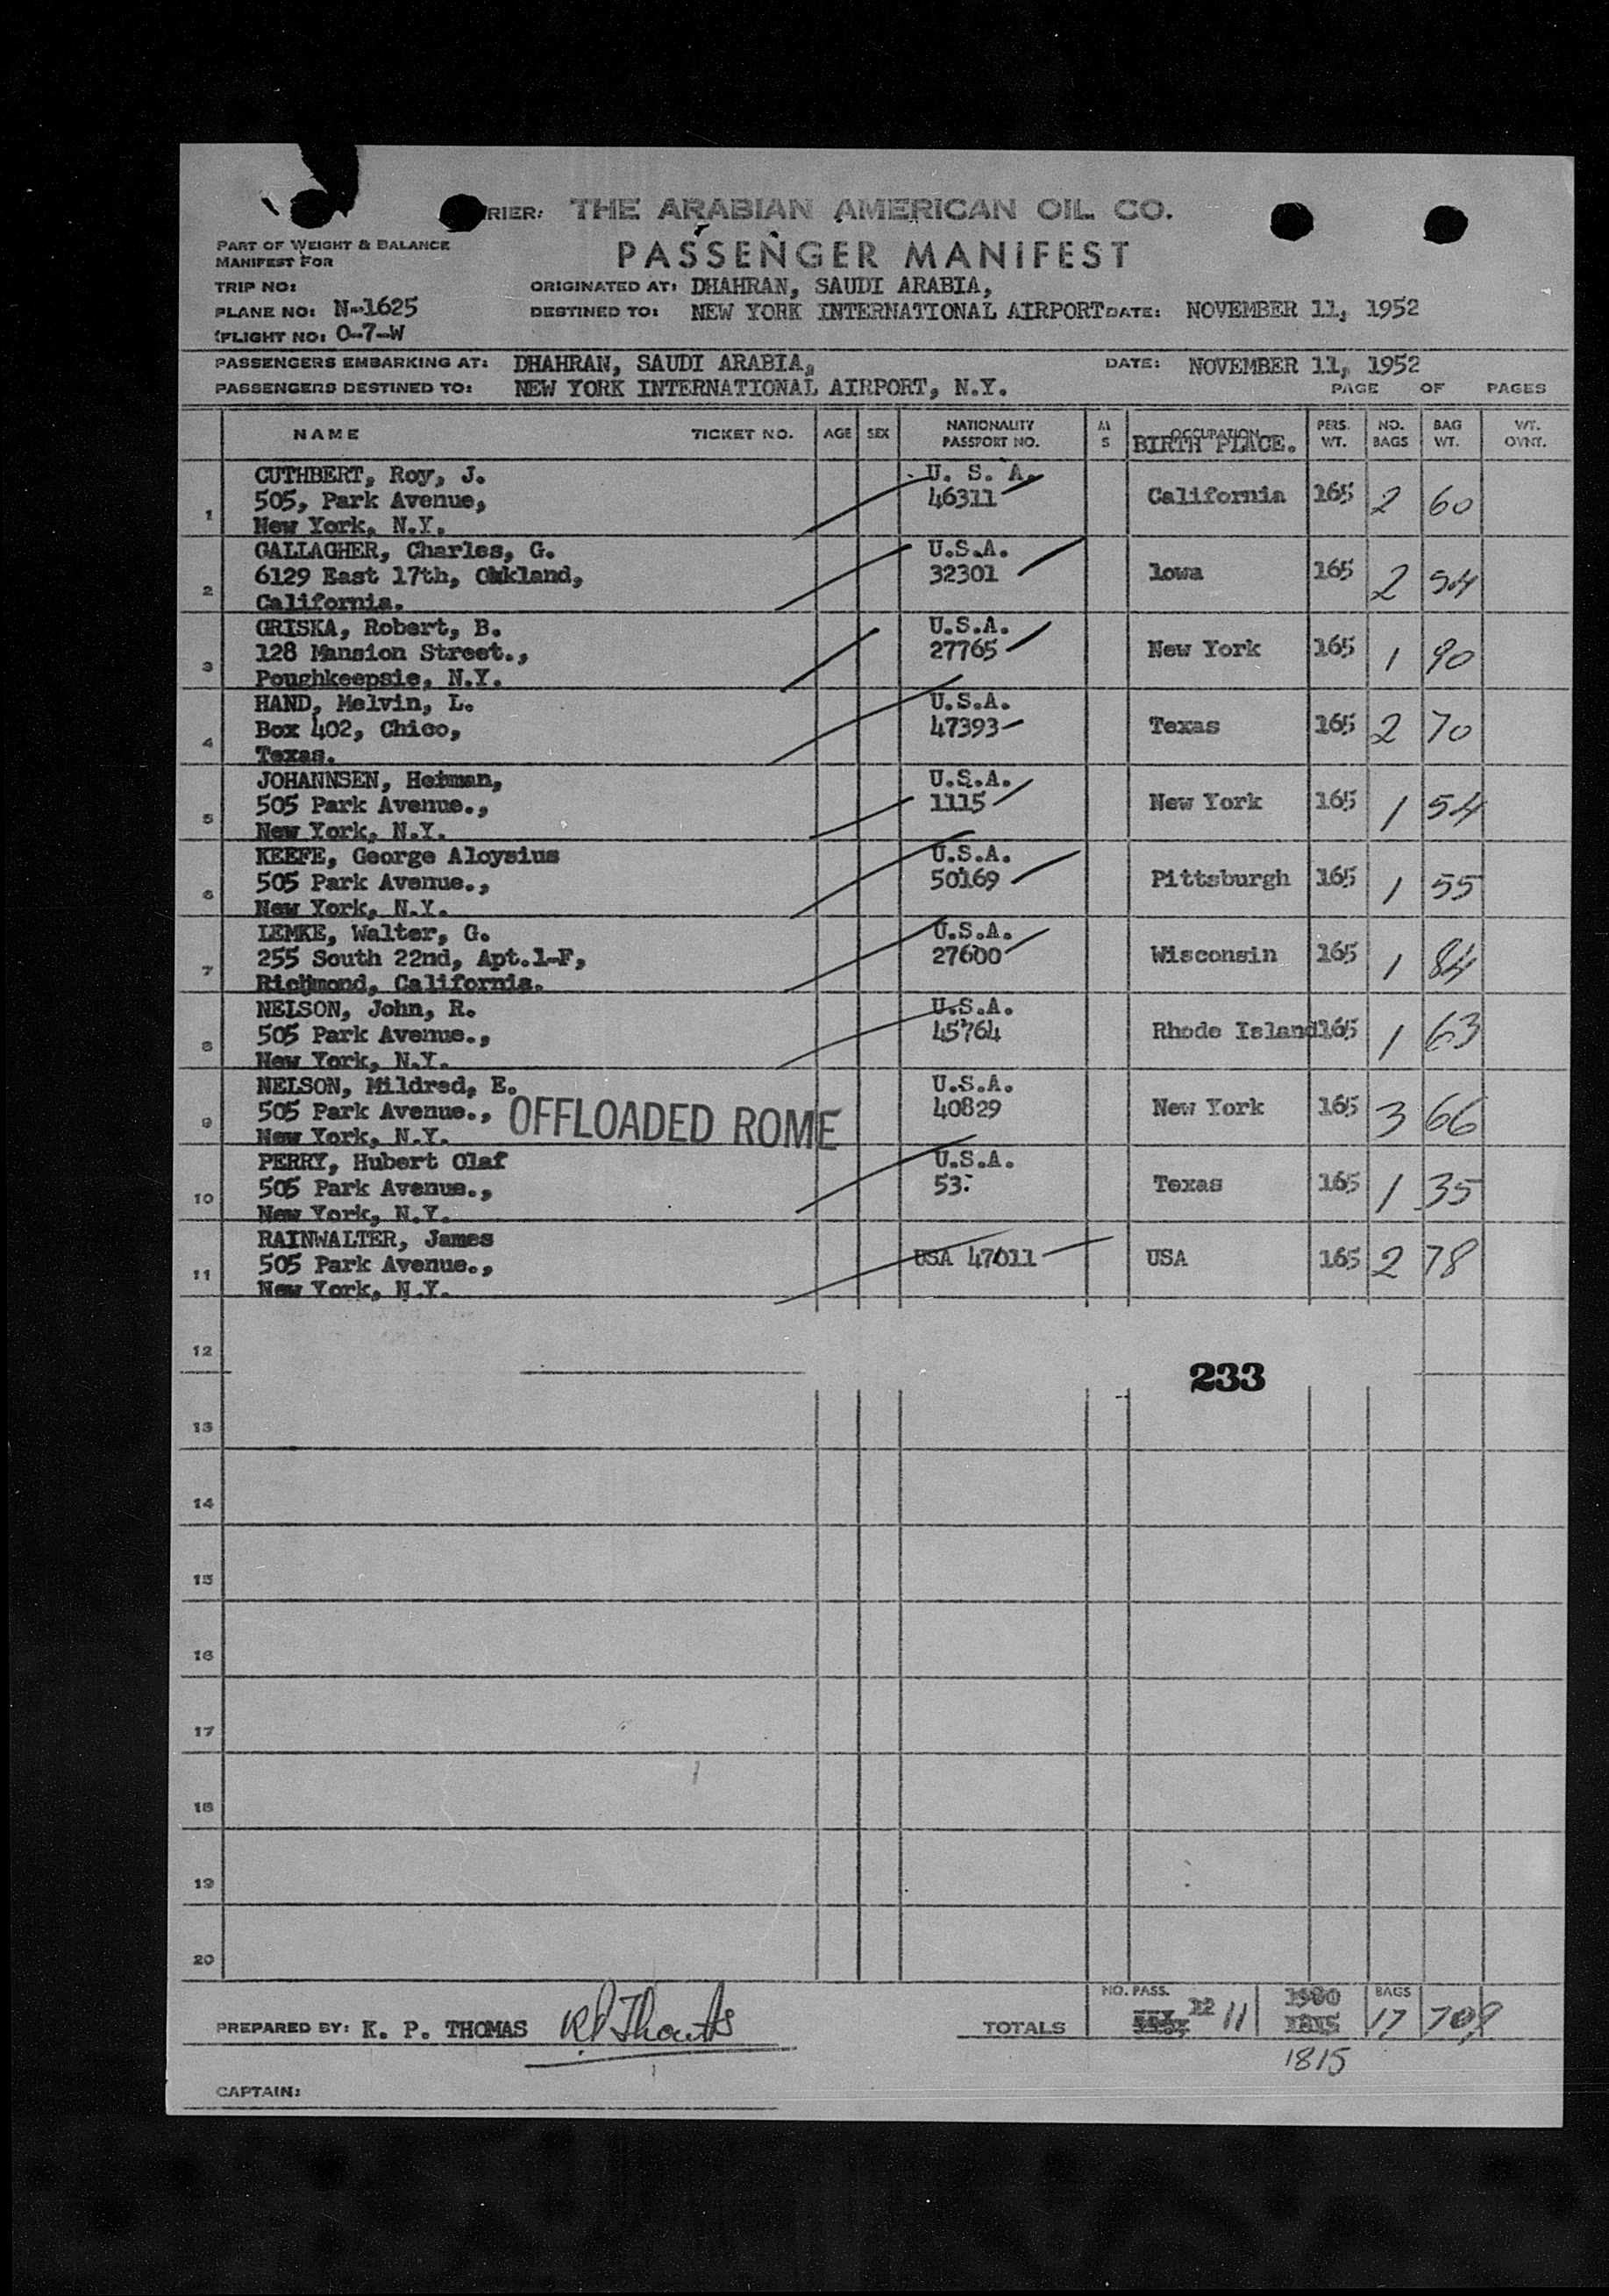 RIER: THE ARABIAN AMERICAN OIL CO.
PART OF WEIGHT & BALANCE
MANIFEST FOR
PASSENGER MANIFEST
TRIP NO:
ORIGINATED AT: DHAHRAN, SAUDI ARABIA,
PLANE NO: N-1625
DESTINED TO: NEW YORK INTERNATIONAL AIRPORT DATE: NOVEMBER 11, 1952
FLIGHT NO: O-7-W
PASSENGERS EMBARKING AT: DHAHRAN, SAUDI ARABIA, DATE: NOVEMBER 11, 1952
PASSENGERS DESTINED TO: NEW YORK INTERNATIONAL AIRPORT, N.Y. PAGE OF PAGES
NAME TICKET NO. AGE SEX NATIONALITY PASSPORT NO. M S OCCUPATION BIRTH PLACE. PERS. WT. NO. BAGS BAG WT. WT. OVNT.
CUTHBERT, Roy, J. U. S. A.
505, Park Avenue, 46311 California 165 2 60
1 New York, N.Y.
GALLAGHER, Charles, G. U.S.A.
6129 East 17th, Oakland, 32301 lowa 165 2 54
2 California.
GRISKA, Robert, B. U.S.A.
128 Mansion Street., 27765 New York 165 1 90
3 Poughkeepsie, N.Y.
HAND, Melvin, L. U.S.A.
Box 402, Chico, 47393 Texas 165 2 70
4 Texas.
JOHANNSEN, Herman, U.S.A.
505 Park Avenue., 1115 New York 165 1 54
5 New York, N.Y.
KEEFE, George Aloysius U.S.A.
505 Park Avenue., 50169 Pittsburgh 165 1 55
6 New York, N.Y.
LEMKE, Walter, G. U.S.A.
255 South 22nd, Apt.1-F, 27600 Wisconsin 165 1 84
7 Richmond, California.
NELSON, John, R. U.S.A.
505 Park Avenue., 45764 Rhode Island 165 1 63
8 New York, N.Y.
NELSON, Mildred, E. U.S.A.
505 Park Avenue., OFFLOADED ROME 40829 New York 165 3 66
9 New York, N.Y.
PERRY, Hubert Olaf U.S.A.
505 Park Avenue., 53. Texas 165 1 35
10 New York, N.Y.
RAINWALTER, James
505 Park Avenue., USA 47011 USA 165 2 78
11 New York, N.Y.
12
233
13
14
15
16
17
18
19
20
NO. PASS. 12 11 1980 BAGS
PREPARED BY: K. P. THOMAS KPThomas TOTALS 1815 17 709
1815
CAPTAIN: